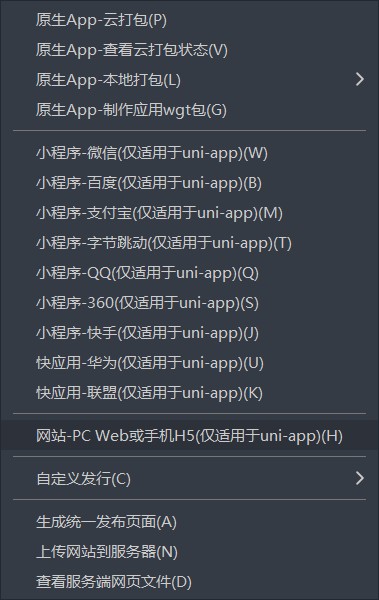 原生App-云打包(P)
原生App-查看云打包状态(V)
原生App-本地打包(L)
原生App-制作应用wgt包(G)
小程序-微信(仅适用于uni-app)(W)
小程序-百度(仅适用于uni-app)(B)
小程序-支付宝(仅适用于uni-app)(M)
小程序-字节跳动(仅适用于uni-app)(T)
小程序-QQ(仅适用于uni-app)(Q)
小程序-360(仅适用于uni-app)(S)
小程序-快手(仅适用于uni-app)(J)
快应用-华为(仅适用于uni-app)(U)
快应用-联盟(仅适用于uni-app)(K)
网站-PC Web或手机H5(仅适用于uni-app)(H)
自定义发行(C)
生成统一发布页面(A)
上传网站到服务器(N)
查看服务端网页文件(D)